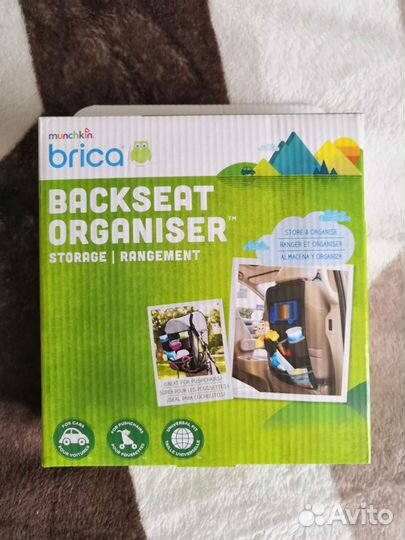 munchkin.
brica®
BACKSEAT
ORGANISER™
STORAGE | RANGEMENT
STORE & ORGANISE
RANGER ET ORGANISER
ALMACENA Y ORGANIZA
GREAT FOR PUSHCHAIRS!
SUPER POUR LES POUSSETTES!
¡IDEAL PARA COCHECITOS!
FOR CARS
POUR VOITURES
FOR PUSHCHAIRS
POUR POUSSETTES
UNIVERSAL FIT
TAILLE UNIVERSELLE
Avito